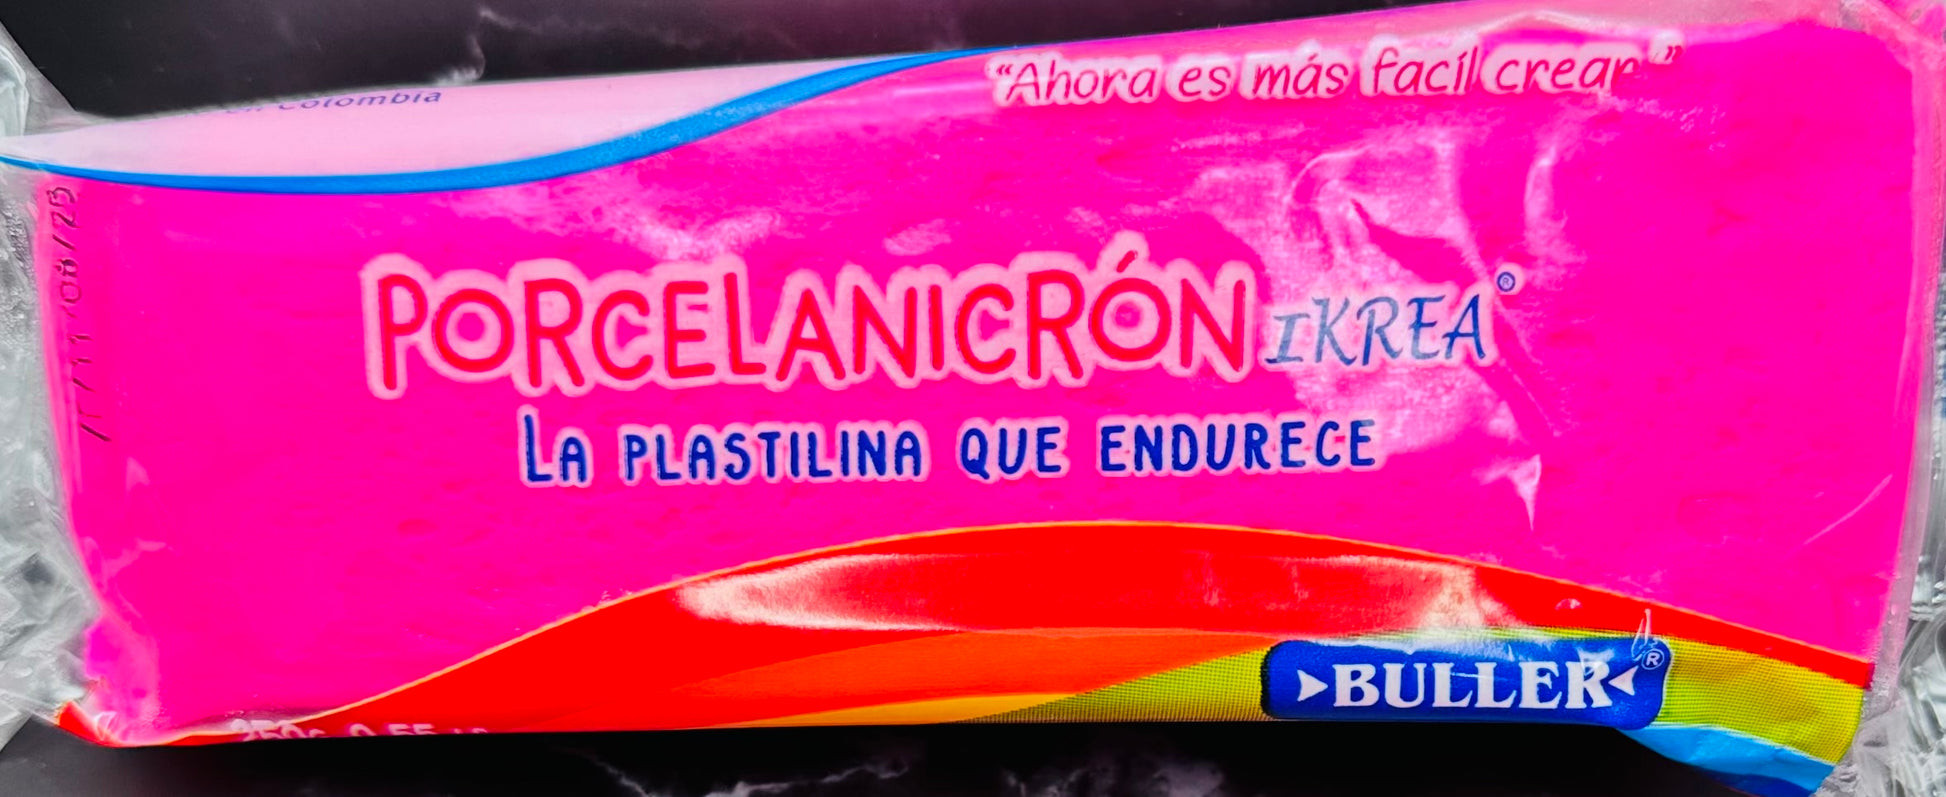 Colombia
"Ahora es más facíl crear"
PORCELANICRÓN IKREA®
LA PLASTILINA QUE ENDURECE
BULLER®